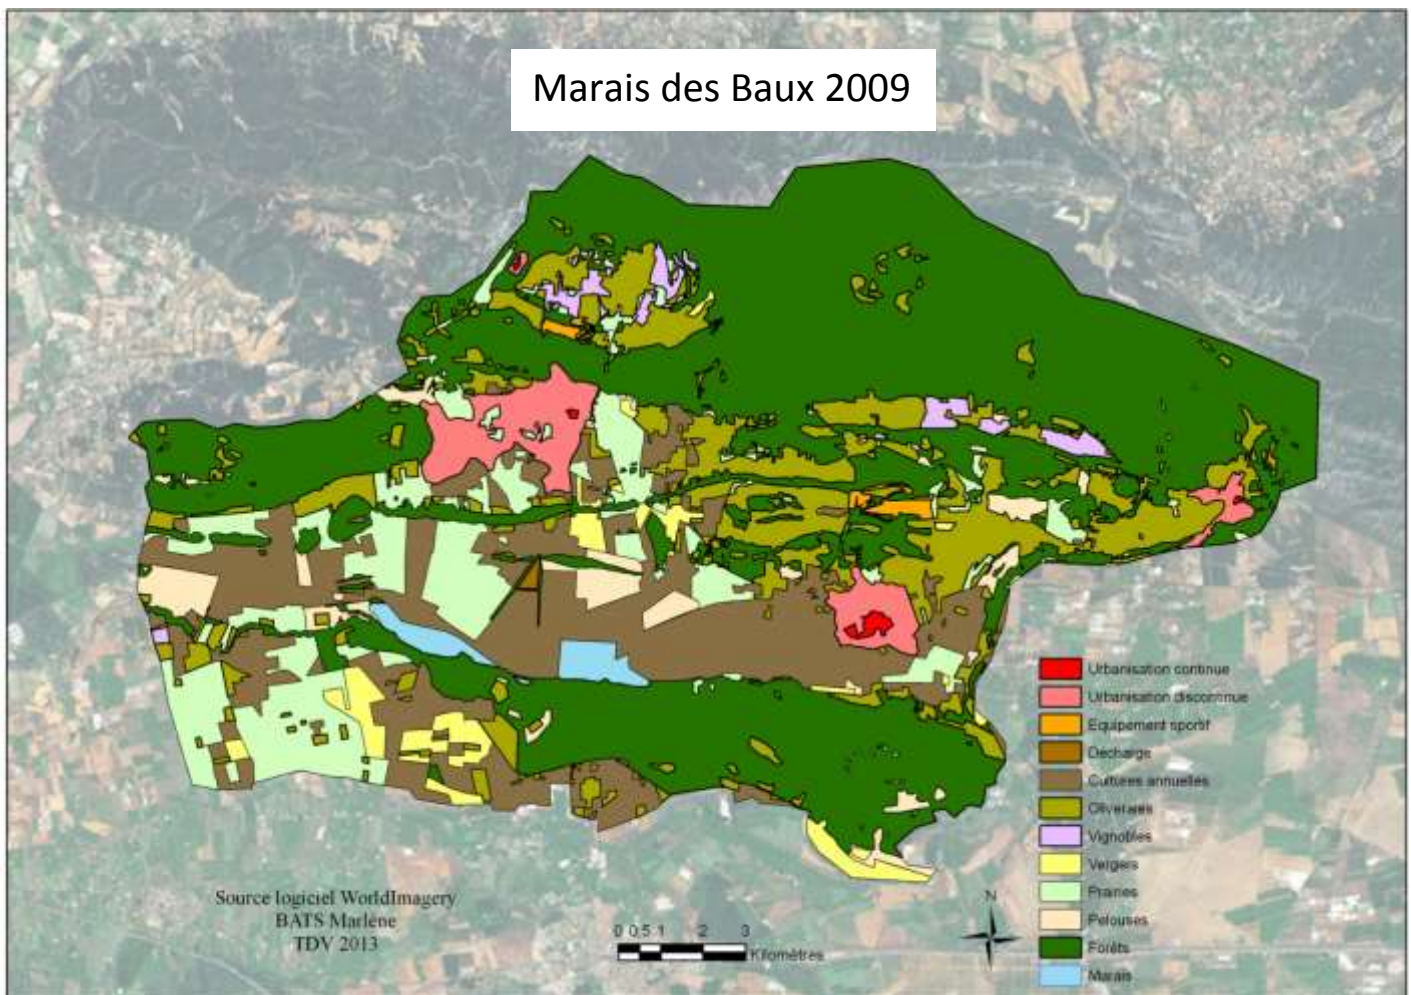 Marais des Baux 2009
Urbanisation continue
Urbanisation discontinue
Equipement sportif
Décharge
Cultures annuelles
Oliveraies
Vignobles
Vergers
Prairies
Pelouses
Forêts
Marais
Source logiciel WorldImagery
BATS Marlène
TDV 2013
0 0,5 1 2 3
Kilomètres
N